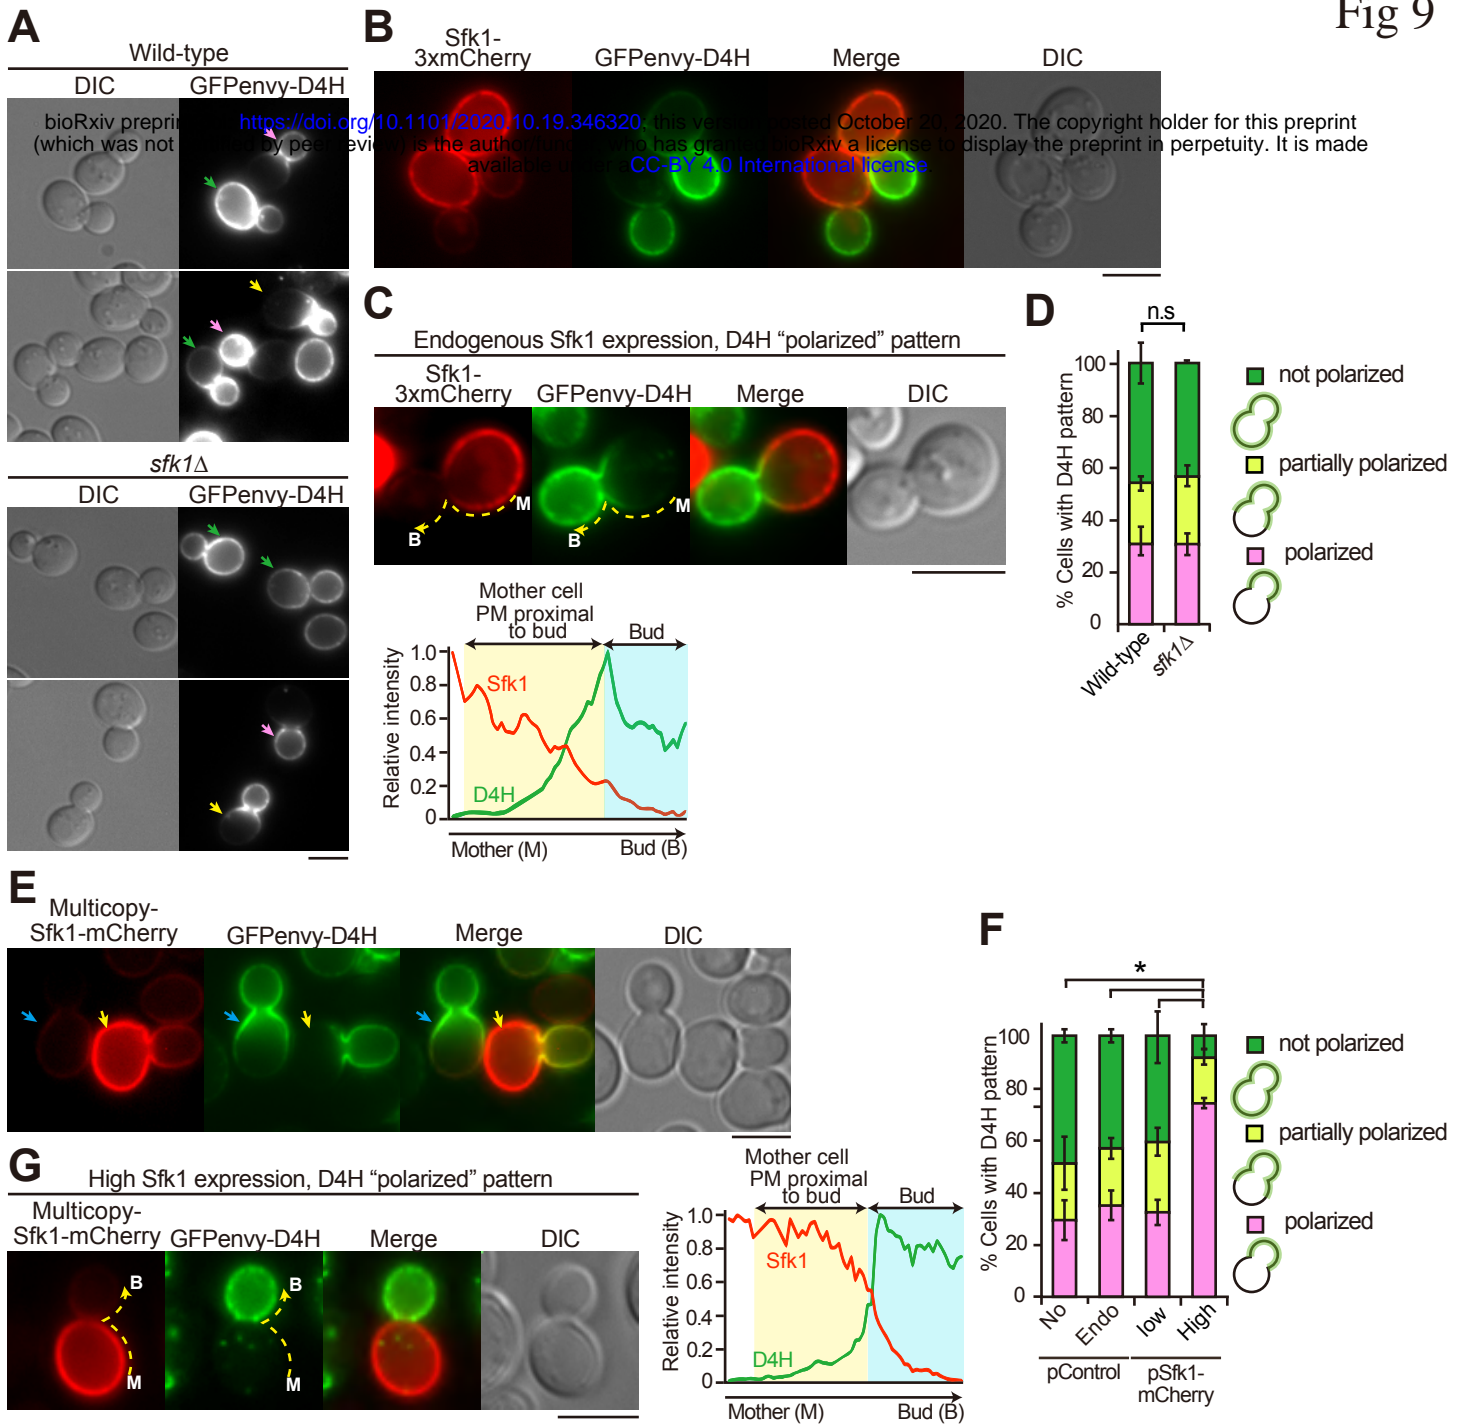 Fig 9
A
Wild-type
DIC GFPenvy-D4H
B
Sfk1-
3xmCherry GFPenvy-D4H Merge DIC
bioRxiv preprin https://doi.org/10.1101/2020.10.19.346320; this vers posted October 20, 2020. The copyright holder for this preprint
(which was not by peer review) is the author/funder, who has granted bioRxiv a license to display the preprint in perpetuity. It is made
available under aCC-BY 4.0 International license.
sfk1Δ
DIC GFPenvy-D4H
C
Endogenous Sfk1 expression, D4H “polarized” pattern
Sfk1-
3xmCherry GFPenvy-D4H Merge DIC
M
B
M
B
Mother cell
PM proximal
to bud
Bud
Relative intensity
1.0
0.8
0.6
0.4
0.2
0
Sfk1
D4H
Mother (M) Bud (B)
D
n.s
% Cells with D4H pattern
100
80
60
40
20
0
Wild-type
sfk1Δ
not polarized
partially polarized
polarized
E
Multicopy-
Sfk1-mCherry GFPenvy-D4H Merge DIC
F
*
% Cells with D4H pattern
100
80
60
40
20
0
No
Endo
low
High
pControl
pSfk1-
mCherry
not polarized
partially polarized
polarized
G
High Sfk1 expression, D4H “polarized” pattern
Multicopy-
Sfk1-mCherry GFPenvy-D4H Merge DIC
B
M
B
M
Mother cell
PM proximal
to bud
Bud
Relative intensity
1.0
0.8
0.6
0.4
0.2
0
Sfk1
D4H
Mother (M) Bud (B)